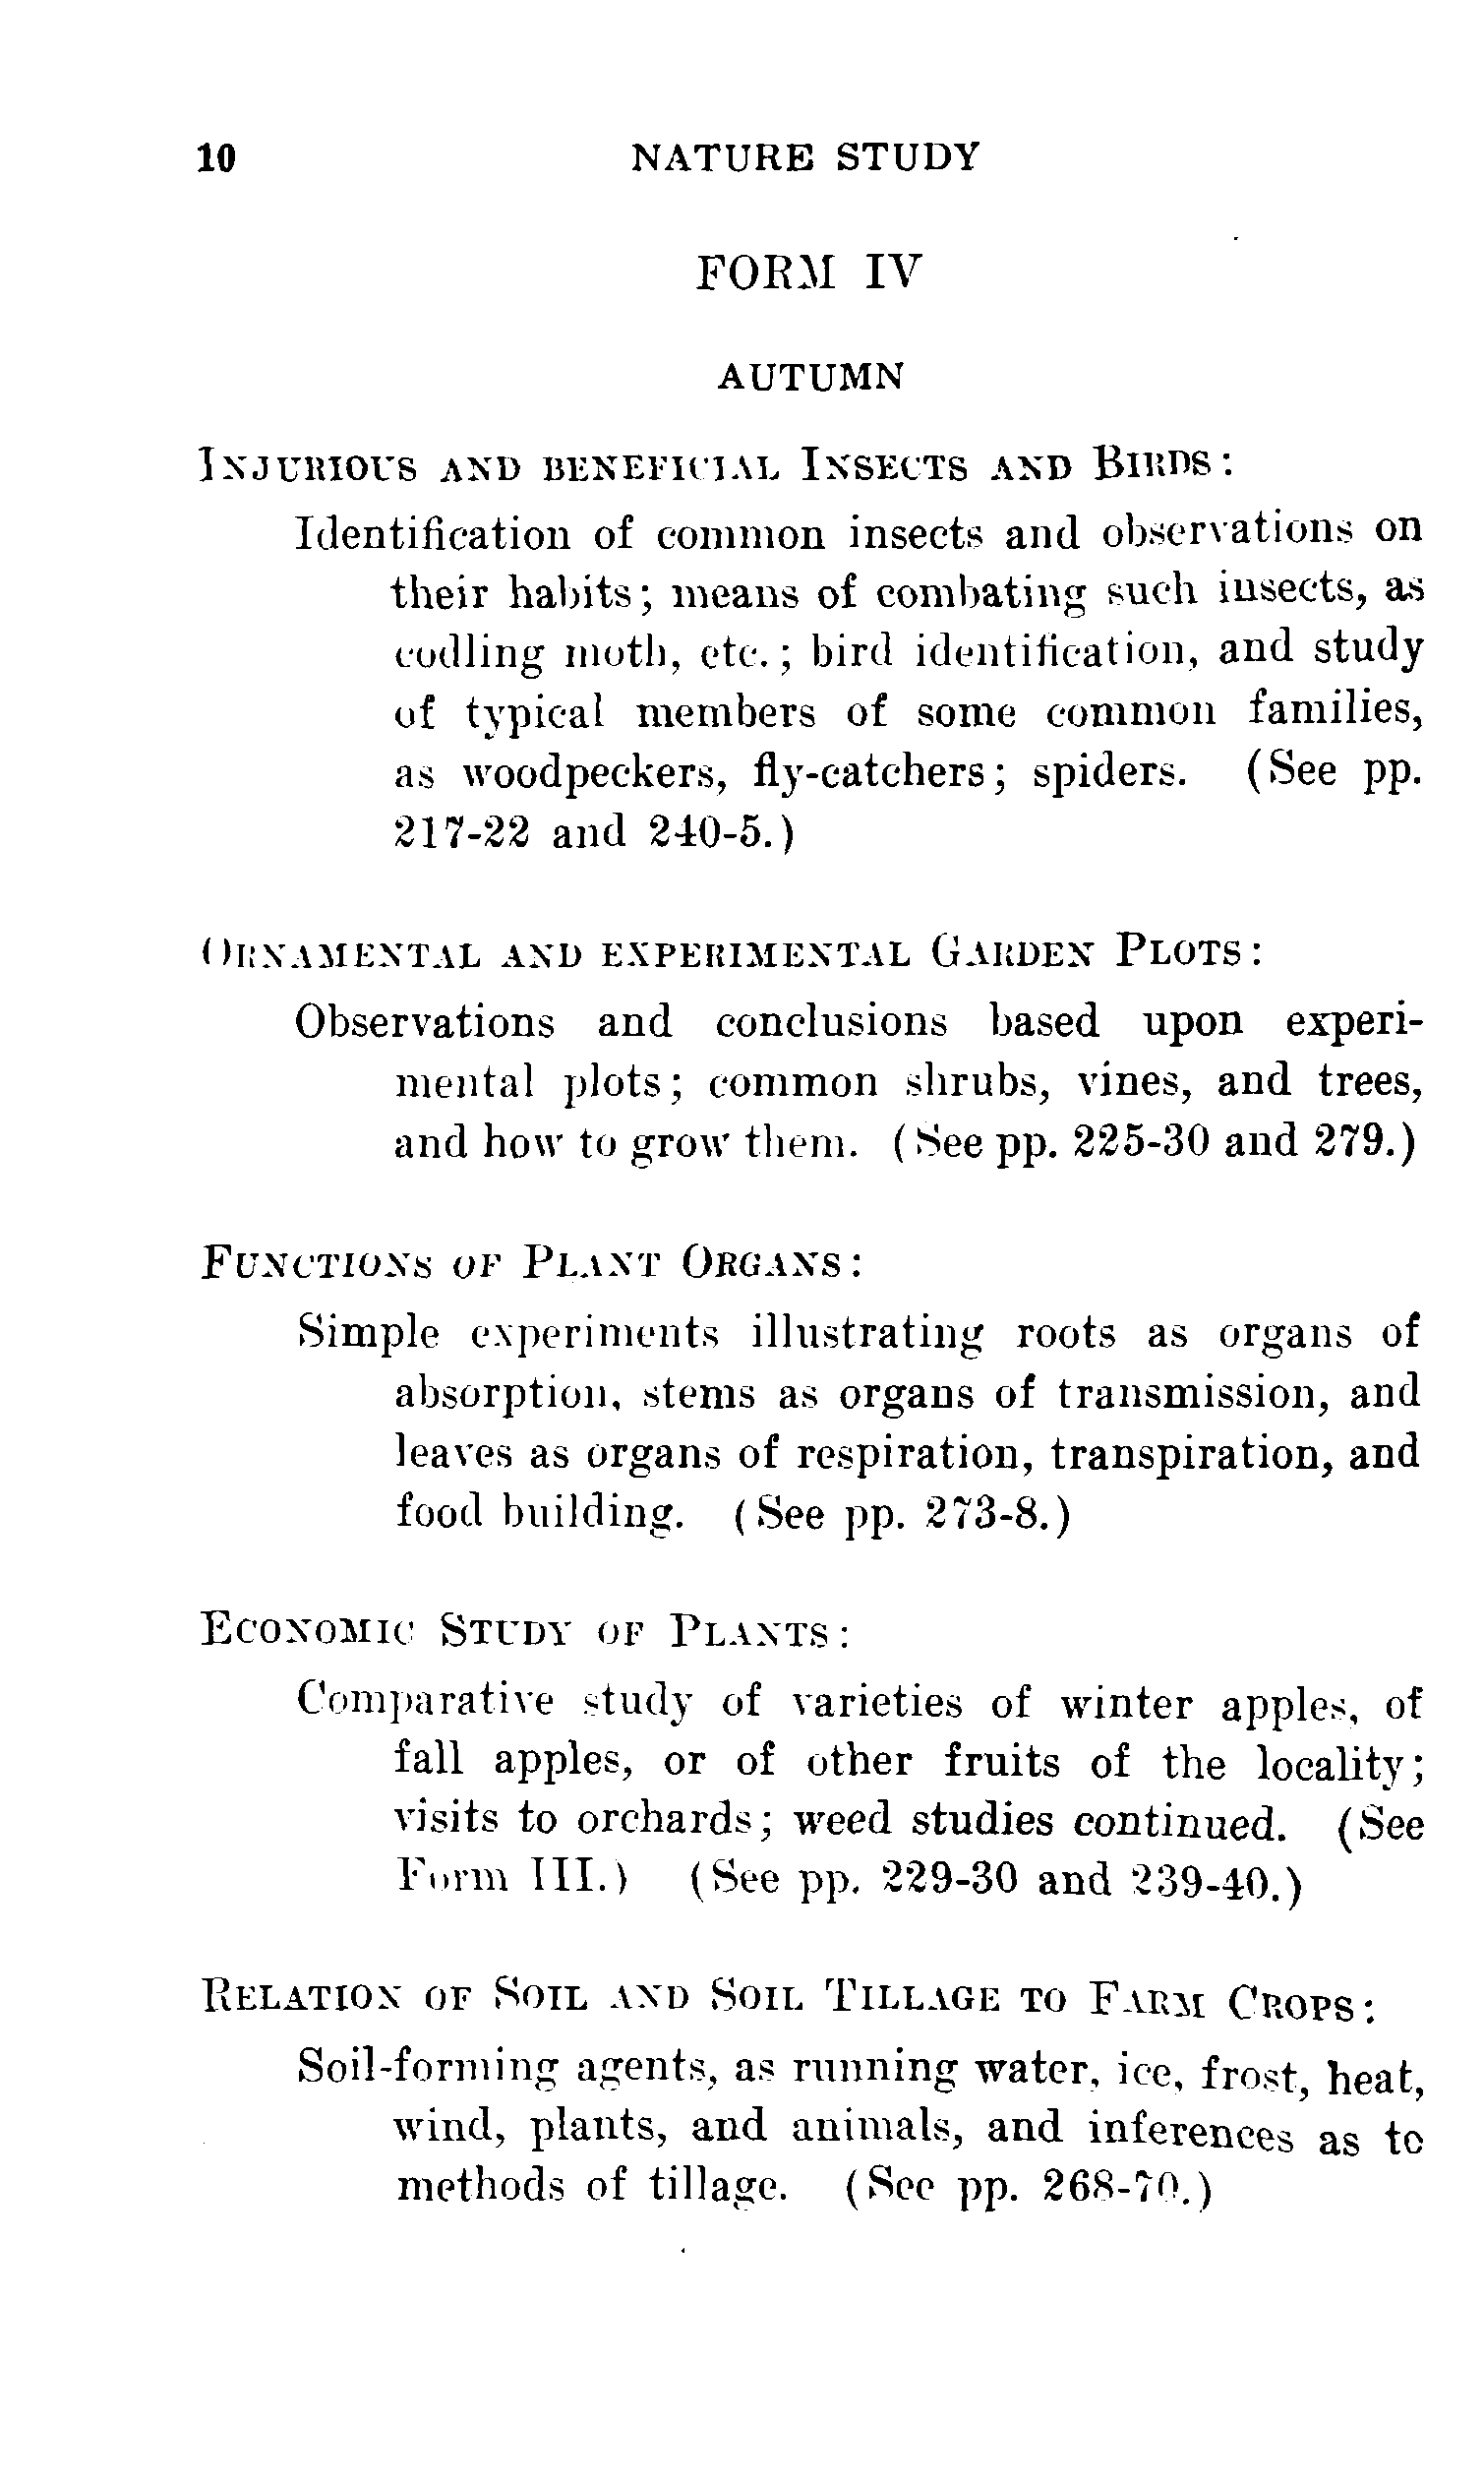 10 NATURE STUDY
FORM IV
AUTUMN
INJURIOUS AND BENEFICIAL INSECTS AND BIRDS:
Identification of common insects and observations on
their habits; means of combating such insects, as
codling moth, etc.; bird identification, and study
of typical members of some common families,
as woodpeckers, fly-catchers; spiders. (See pp.
217-22 and 240-5.)
ORNAMENTAL AND EXPERIMENTAL GARDEN PLOTS:
Observations and conclusions based upon experi-
mental plots; common shrubs, vines, and trees,
and how to grow them. (See pp. 225-30 and 279.)
FUNCTIONS OF PLANT ORGANS:
Simple experiments illustrating roots as organs of
absorption, stems as organs of transmission, and
leaves as organs of respiration, transpiration, and
food building. (See pp. 273-8.)
ECONOMIC STUDY OF PLANTS:
Comparative study of varieties of winter apples, of
fall apples, or of other fruits of the locality;
visits to orchards; weed studies continued. (See
Form III.) (See pp. 229-30 and 239-40.)
RELATION OF SOIL AND SOIL TILLAGE TO FARM CROPS:
Soil-forming agents, as running water, ice, frost, heat,
wind, plants, and animals, and inferences as to
methods of tillage. (See pp. 268-70.)